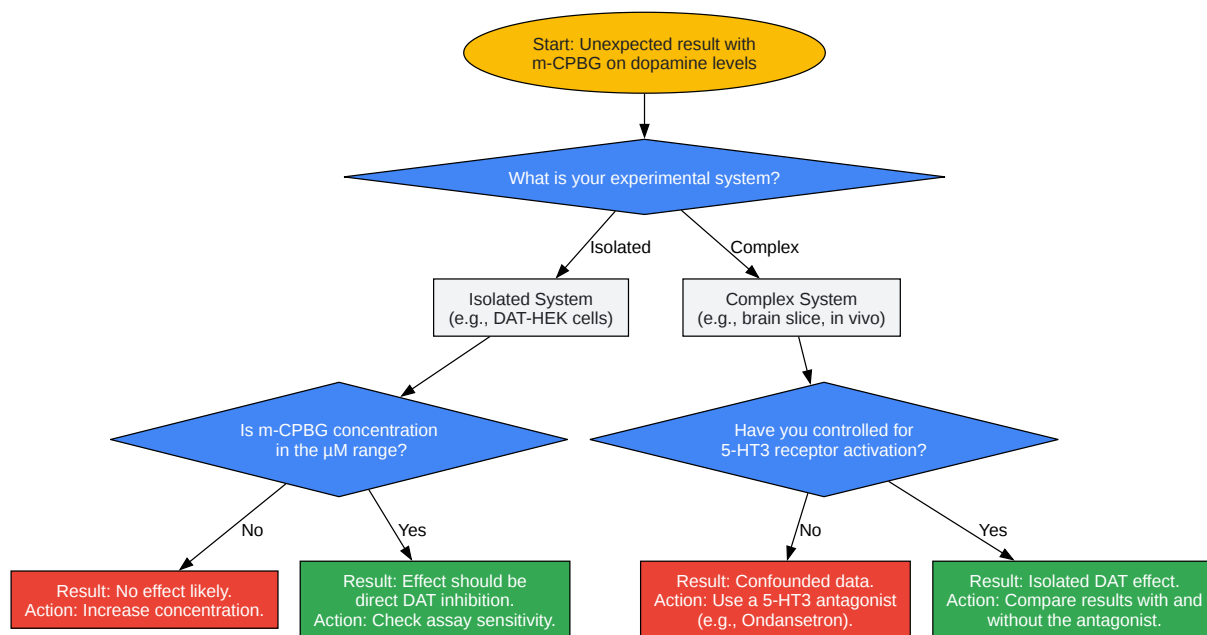 Start: Unexpected result with
m-CPBG on dopamine levels
What is your experimental system?
Isolated
Complex
Isolated System
(e.g., DAT-HEK cells)
Complex System
(e.g., brain slice, in vivo)
Is m-CPBG concentration
in the µM range?
Have you controlled for
5-HT3 receptor activation?
No
Yes
No
Yes
Result: No effect likely.
Action: Increase concentration.
Result: Effect should be
direct DAT inhibition.
Action: Check assay sensitivity.
Result: Confounded data.
Action: Use a 5-HT3 antagonist
(e.g., Ondansetron).
Result: Isolated DAT effect.
Action: Compare results with and
without the antagonist.